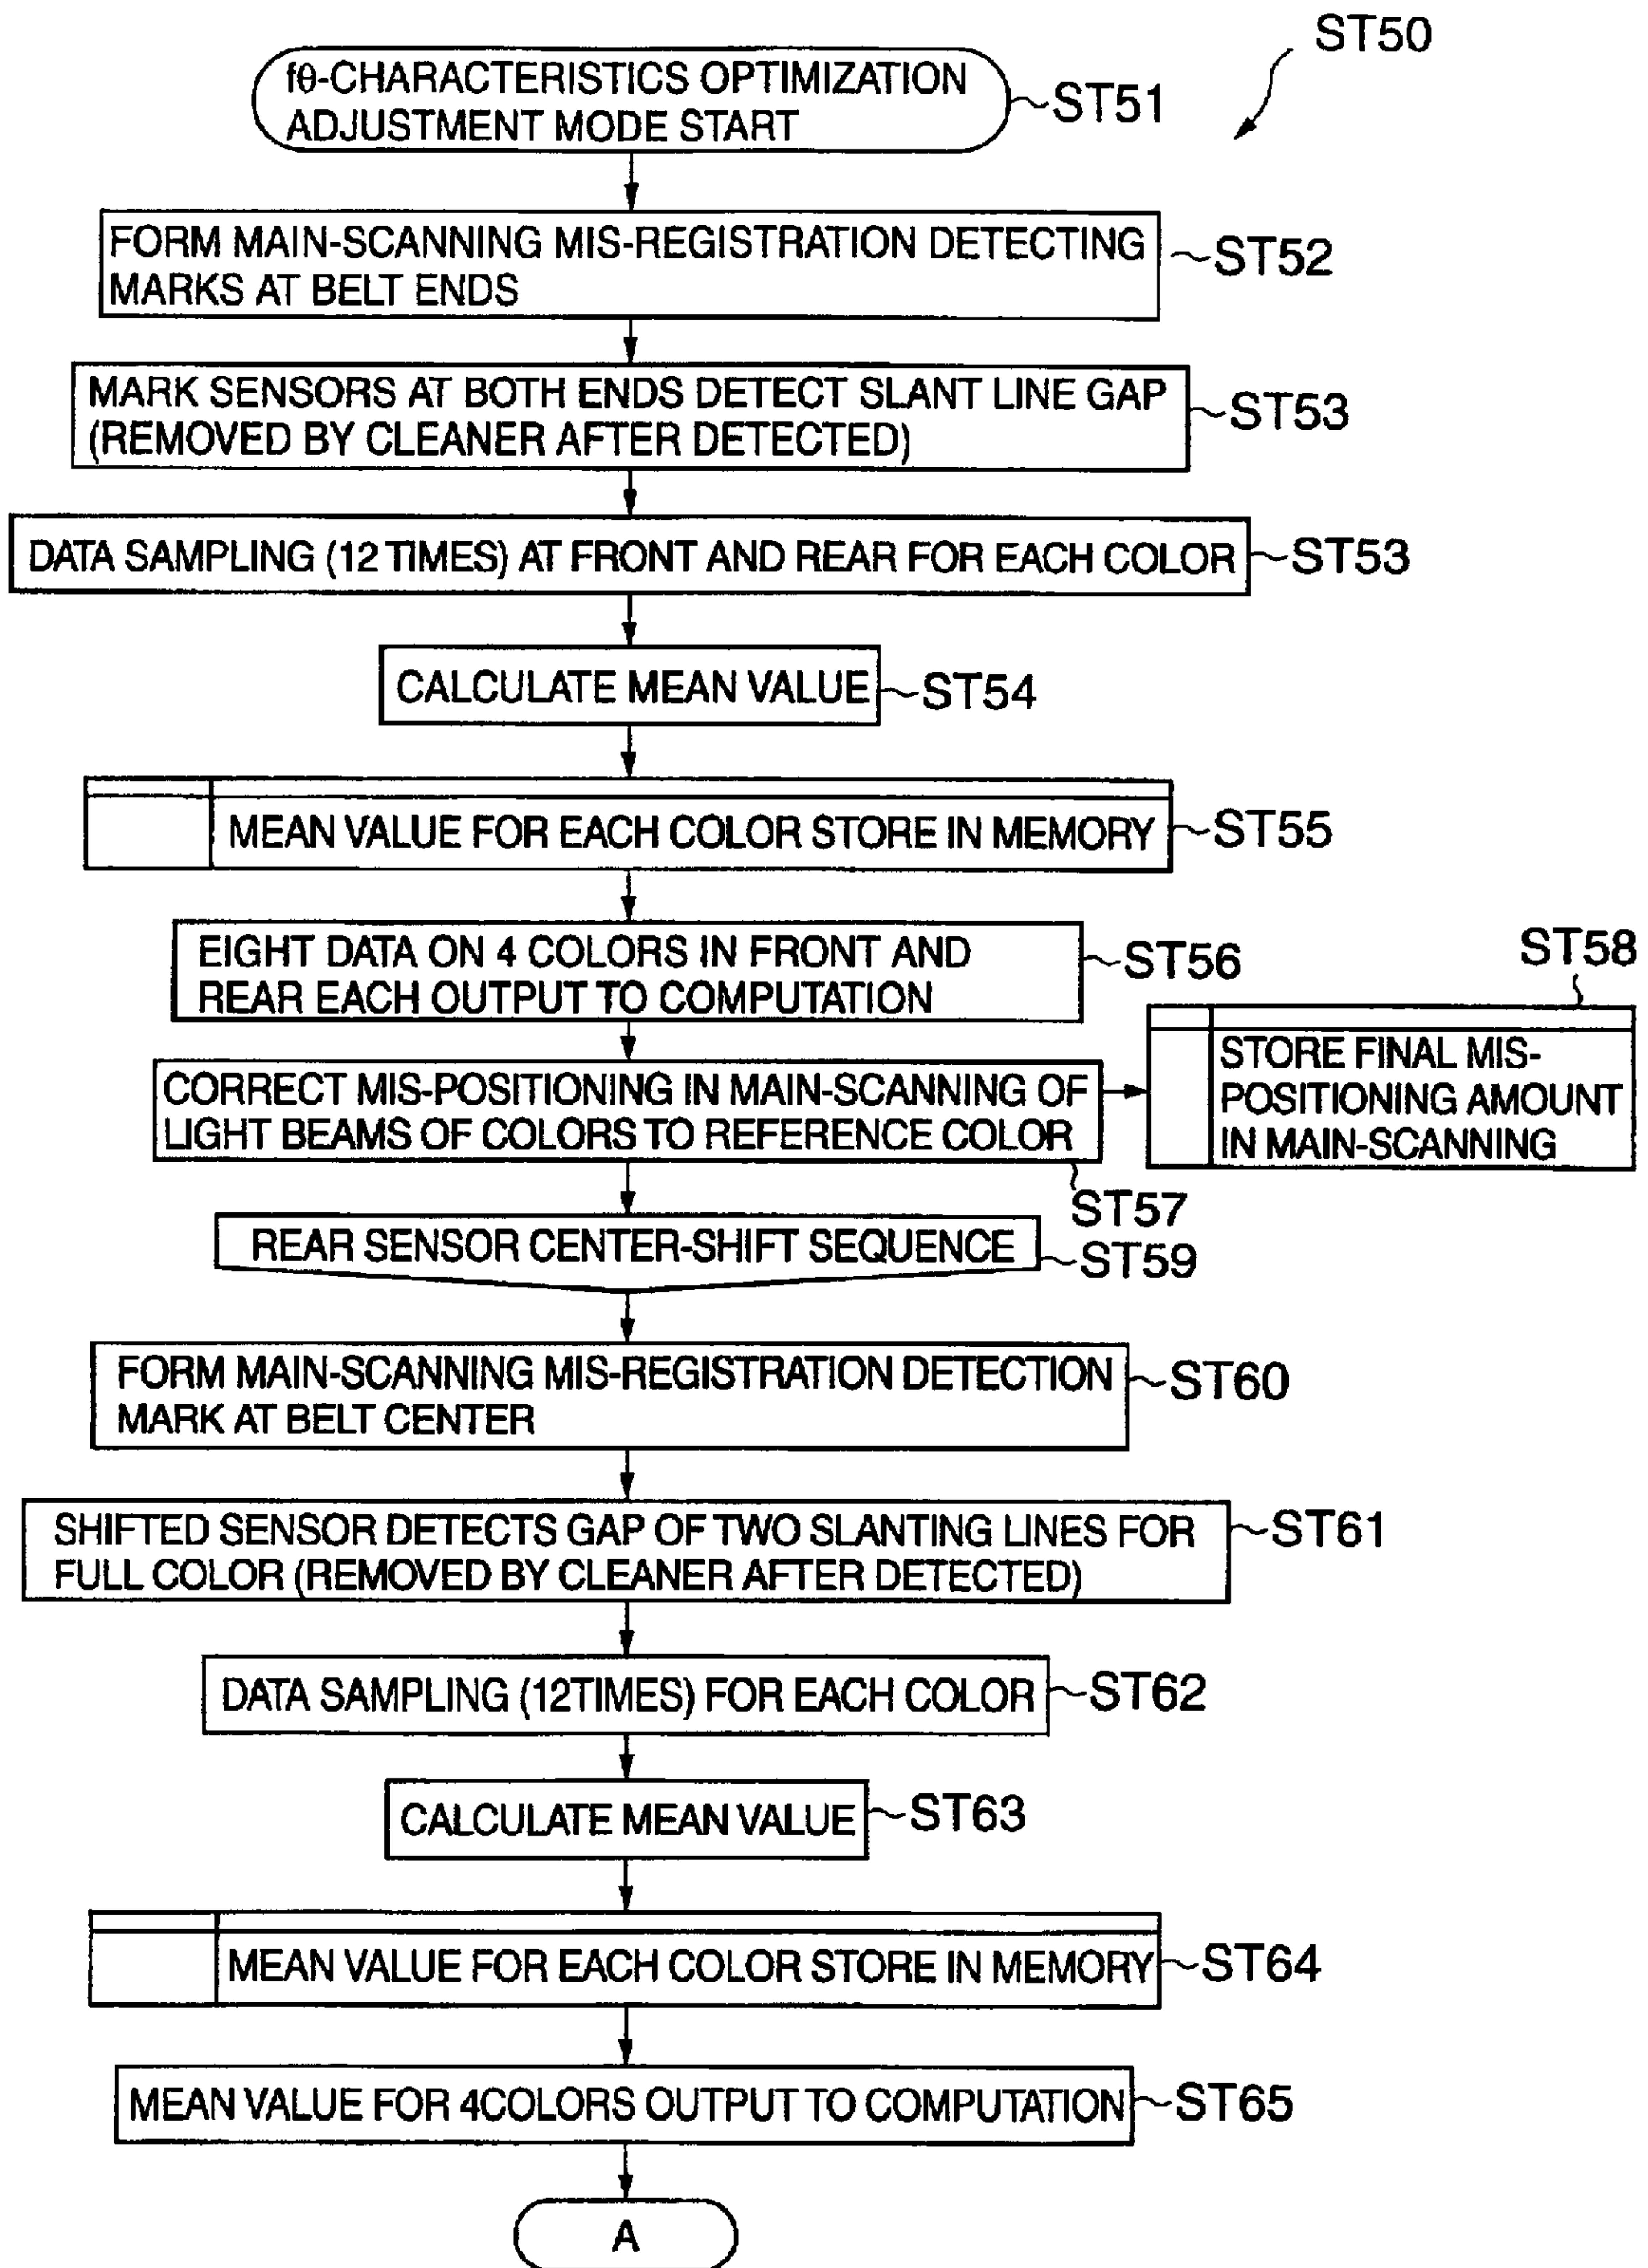 ST50
fθ-CHARACTERISTICS OPTIMIZATION
ADJUSTMENT MODE START
ST51
FORM MAIN-SCANNING MIS-REGISTRATION DETECTING
MARKS AT BELT ENDS
ST52
MARK SENSORS AT BOTH ENDS DETECT SLANT LINE GAP
(REMOVED BY CLEANER AFTER DETECTED)
ST53
DATA SAMPLING (12 TIMES) AT FRONT AND REAR FOR EACH COLOR
ST53
CALCULATE MEAN VALUE
ST54
MEAN VALUE FOR EACH COLOR STORE IN MEMORY
ST55
EIGHT DATA ON 4 COLORS IN FRONT AND
REAR EACH OUTPUT TO COMPUTATION
ST56
ST58
STORE FINAL MIS-
POSITIONING AMOUNT
IN MAIN-SCANNING
CORRECT MIS-POSITIONING IN MAIN-SCANNING OF
LIGHT BEAMS OF COLORS TO REFERENCE COLOR
ST57
REAR SENSOR CENTER-SHIFT SEQUENCE
ST59
FORM MAIN-SCANNING MIS-REGISTRATION DETECTION
MARK AT BELT CENTER
ST60
SHIFTED SENSOR DETECTS GAP OF TWO SLANTING LINES FOR
FULL COLOR (REMOVED BY CLEANER AFTER DETECTED)
ST61
DATA SAMPLING (12TIMES) FOR EACH COLOR
ST62
CALCULATE MEAN VALUE
ST63
MEAN VALUE FOR EACH COLOR STORE IN MEMORY
ST64
MEAN VALUE FOR 4COLORS OUTPUT TO COMPUTATION
ST65
A